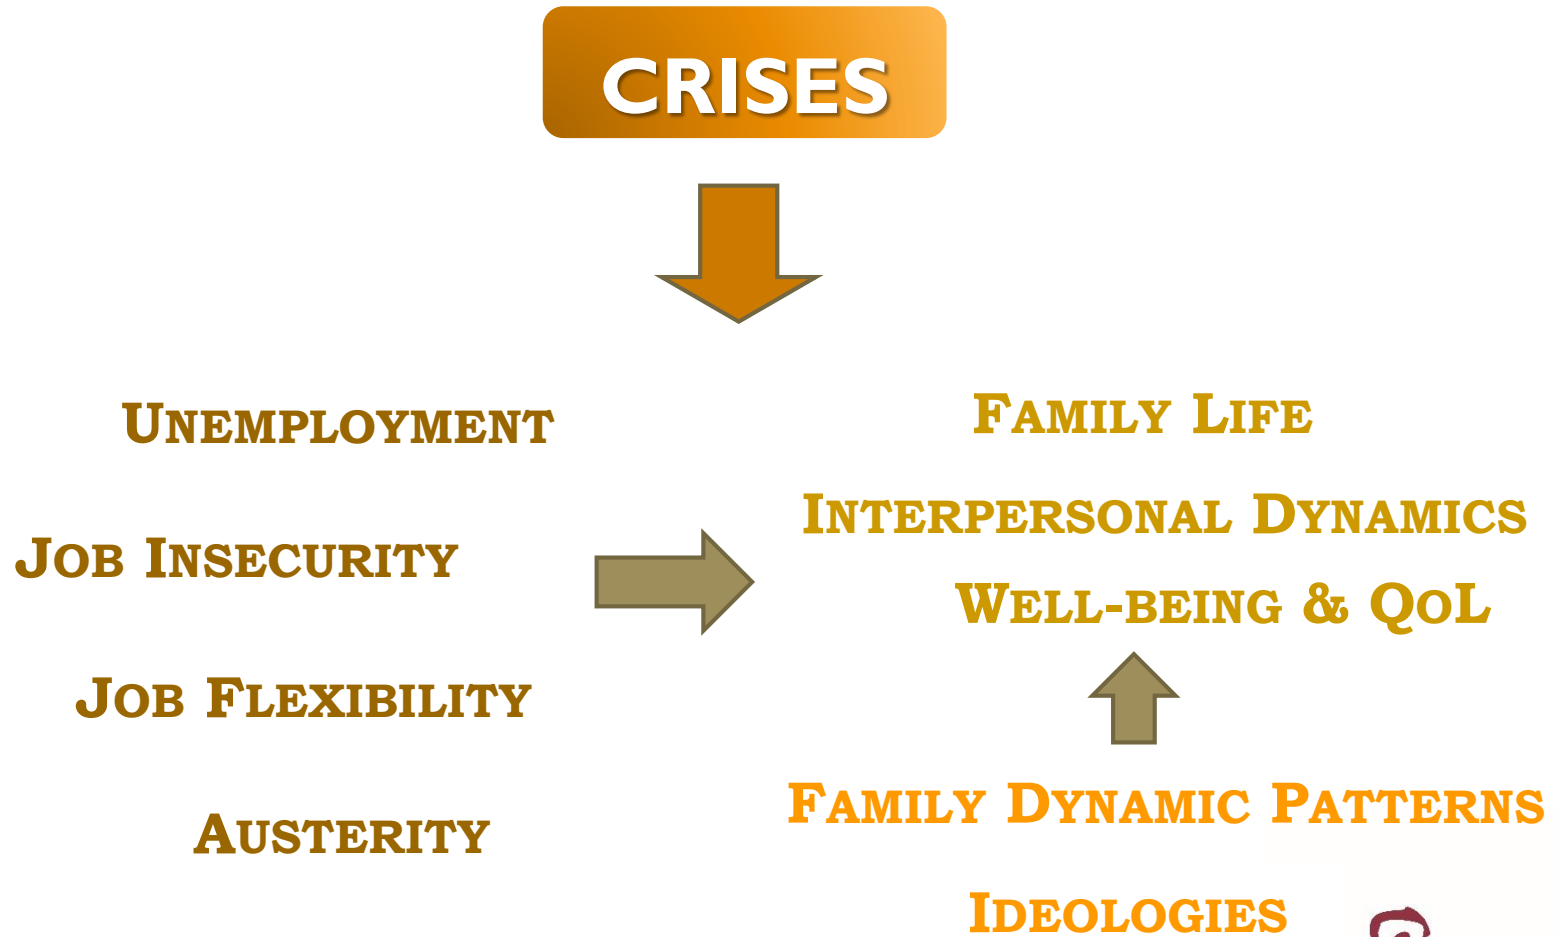 CRISES
UNEMPLOYMENT
JOB INSECURITY
JOB FLEXIBILITY
AUSTERITY
FAMILY LIFE
INTERPERSONAL DYNAMICS
WELL-BEING & QOL
FAMILY DYNAMIC PATTERNS
IDEOLOGIES